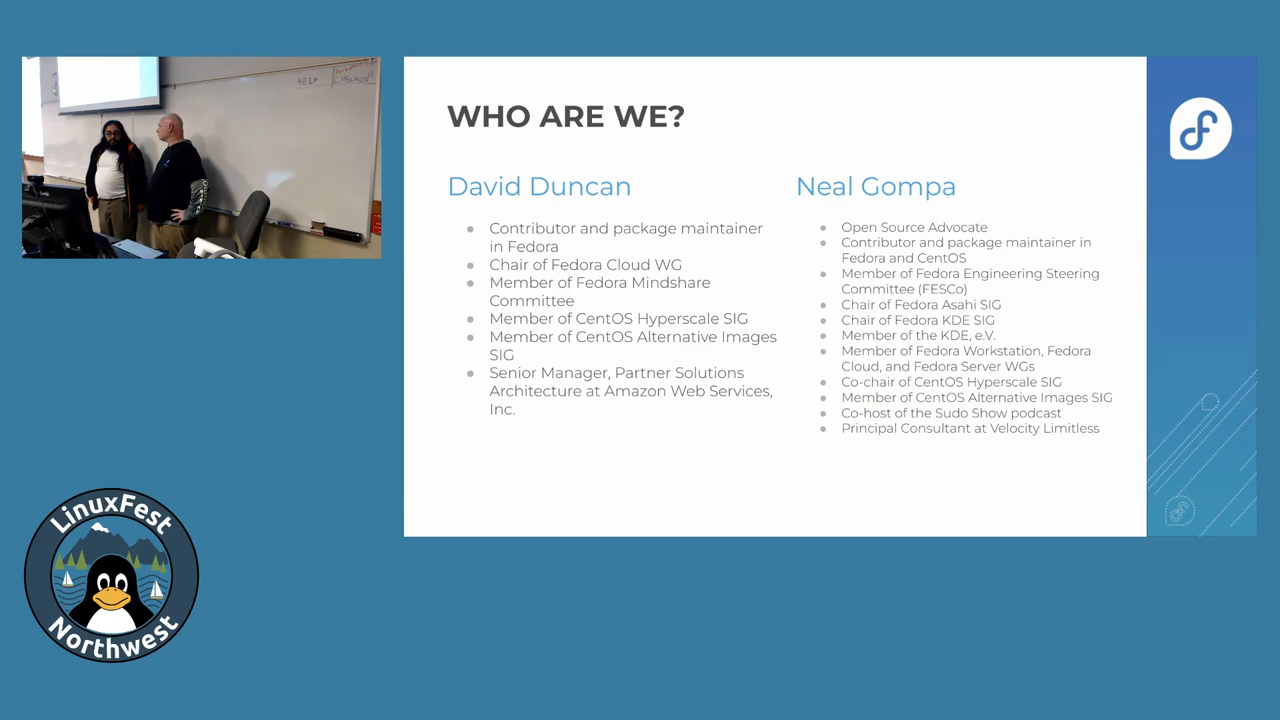 HELP
WHO ARE WE?
David Duncan
Contributor and package maintainer
in Fedora
Chair of Fedora Cloud WG
Member of Fedora Mindshare
Committee
Member of CentOS Hyperscale SIG
Member of CentOS Alternative Images
SIG
Senior Manager, Partner Solutions
Architecture at Amazon Web Services,
Inc.
Neal Gompa
Open Source Advocate
Contributor and package maintainer in
Fedora and CentOS
Member of Fedora Engineering Steering
Committee (FESCo)
Chair of Fedora Asahi SIG
Chair of Fedora KDE SIG
Member of the KDE, e.V.
Member of Fedora Workstation, Fedora
Cloud, and Fedora Server WGs
Co-chair of CentOS Hyperscale SIG
Member of CentOS Alternative Images SIG
Co-host of the Sudo Show podcast
Principal Consultant at Velocity Limitless
LinuxFest
Northwest